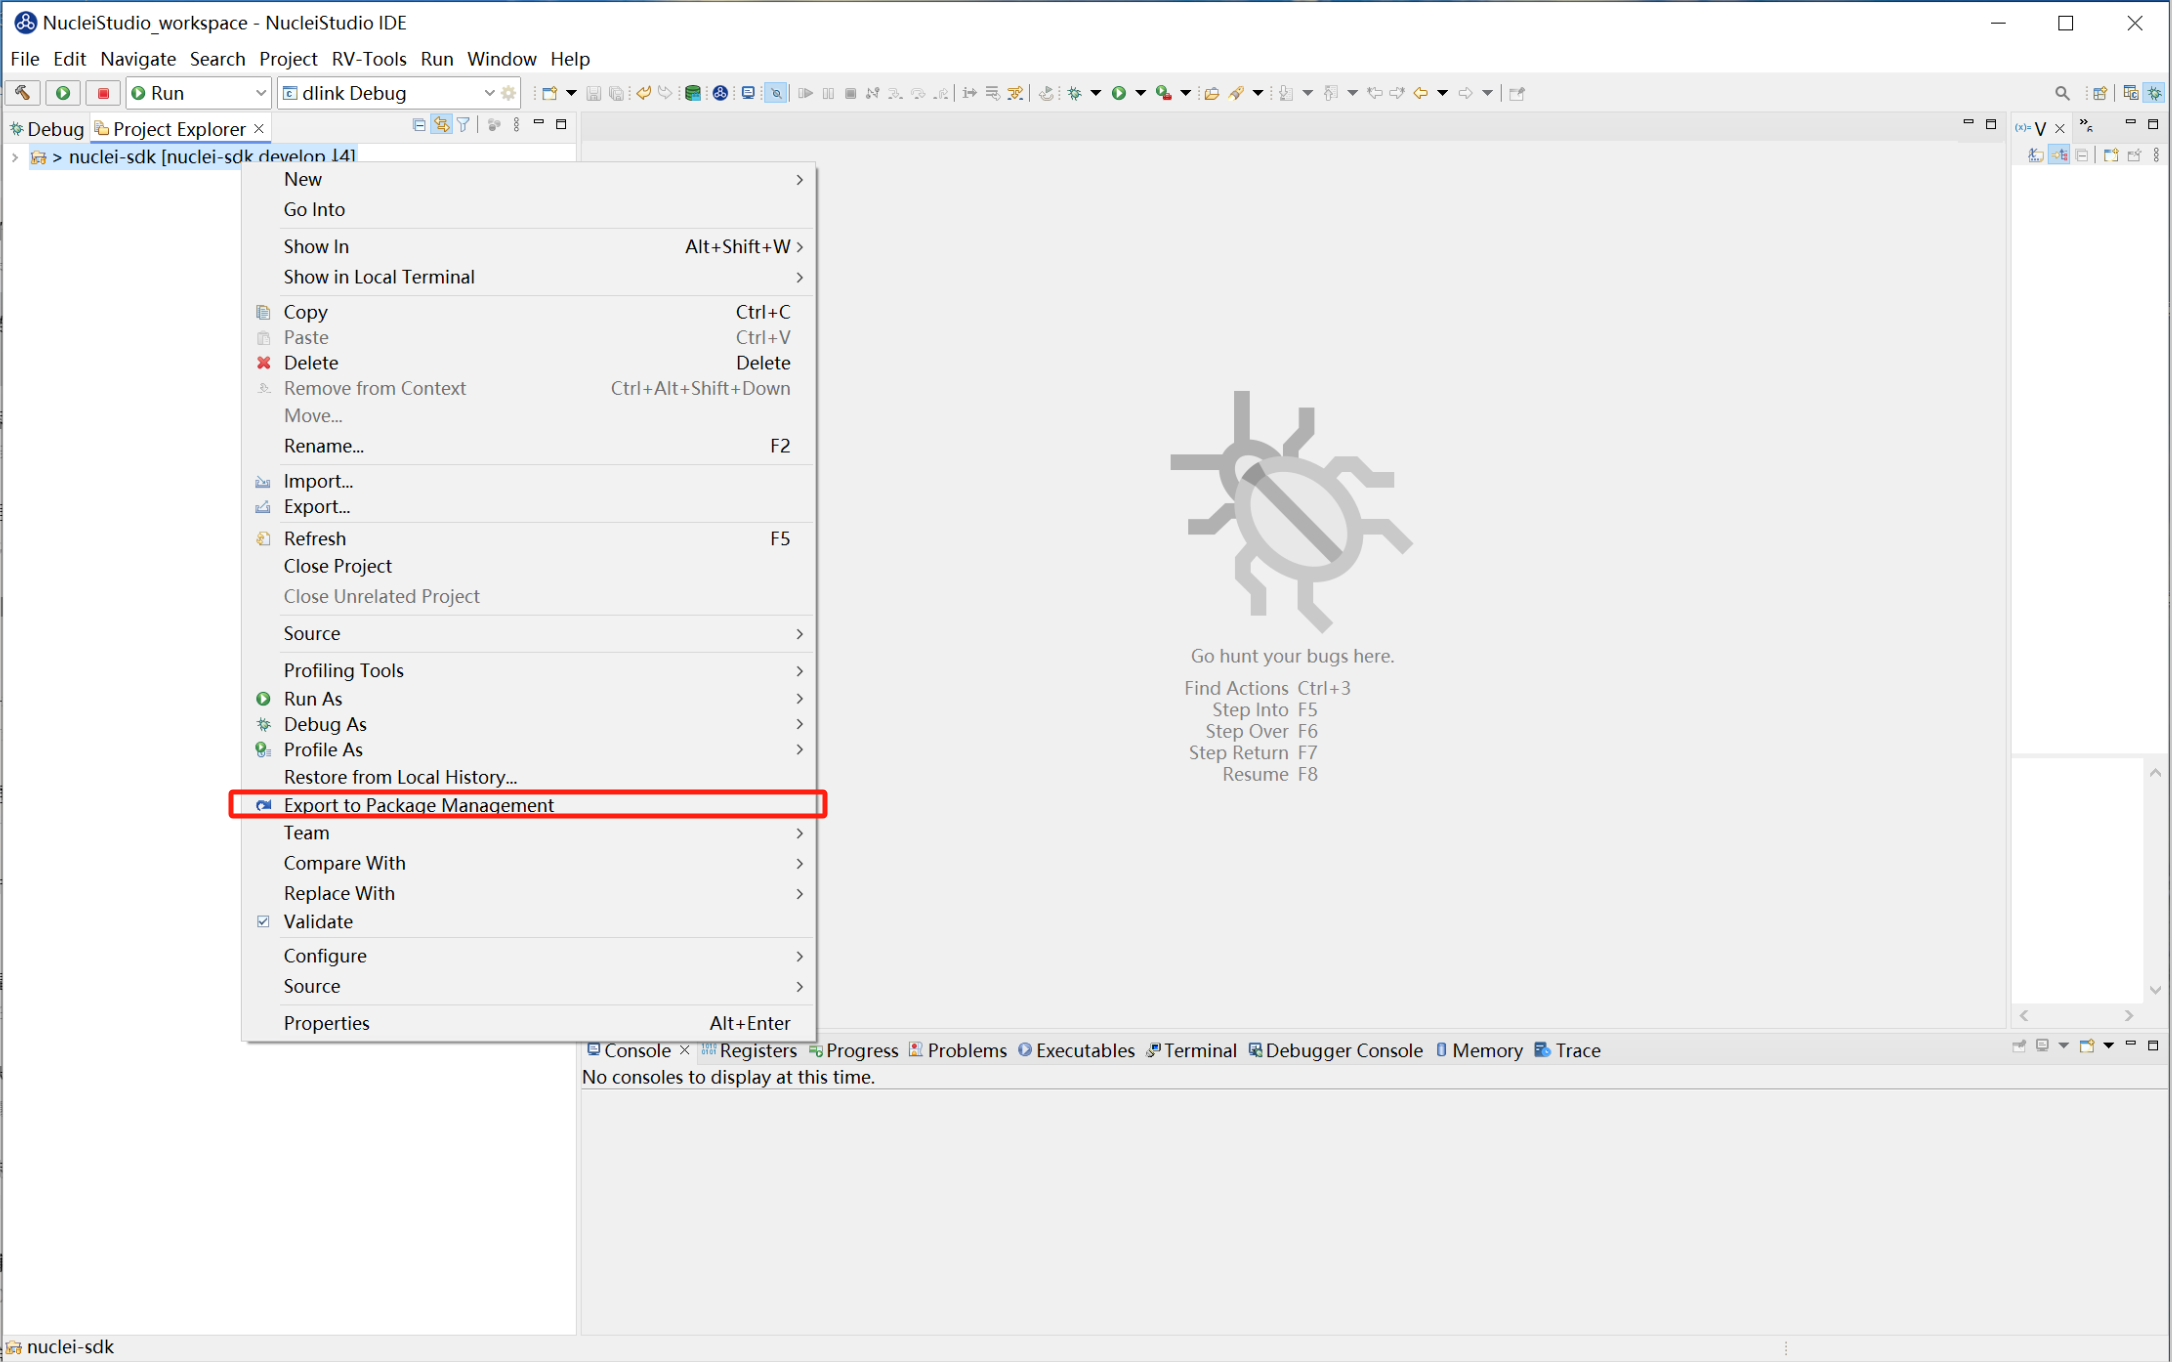 NucleiStudio_workspace - NucleiStudio IDE
File Edit Navigate Search Project RV-Tools Run Window Help
Run dlink Debug
Debug Project Explorer
> nuclei-sdk [nuclei-sdk develop ↓4]
(x)= V
»6
New
Go Into
Show In Alt+Shift+W
Show in Local Terminal
Copy Ctrl+C
Paste Ctrl+V
Delete Delete
Remove from Context Ctrl+Alt+Shift+Down
Move...
Rename... F2
Import...
Export...
Refresh F5
Close Project
Close Unrelated Project
Source
Profiling Tools
Run As
Debug As
Profile As
Restore from Local History...
Export to Package Management
Team
Compare With
Replace With
Validate
Configure
Source
Properties Alt+Enter
Go hunt your bugs here.
Find Actions Ctrl+3
Step Into F5
Step Over F6
Step Return F7
Resume F8
Console Registers Progress Problems Executables Terminal Debugger Console Memory Trace
No consoles to display at this time.
nuclei-sdk